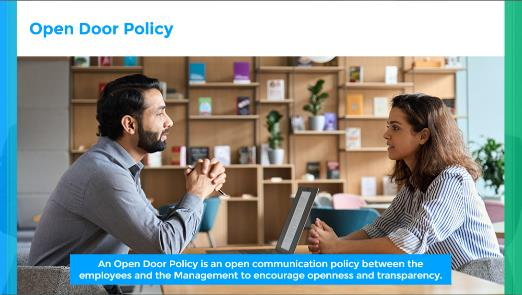 Open Door Policy
An Open Door Policy is an open communication policy between the
employees and the Management to encourage openness and transparency.